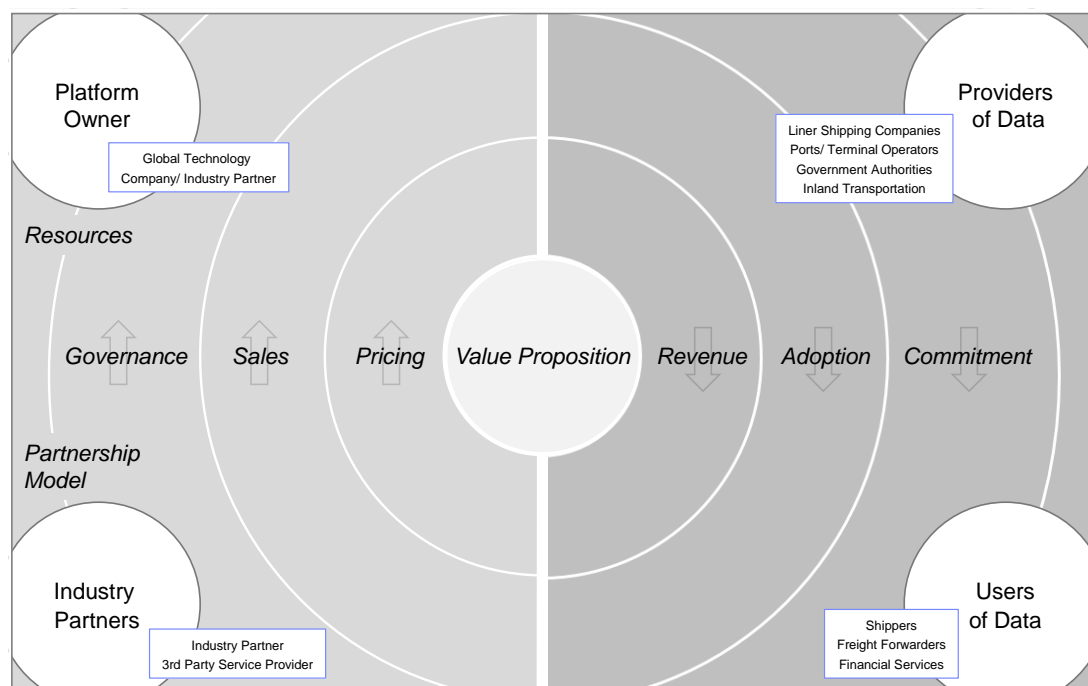 Platform
Owner
Global Technology
Company/ Industry Partner
Providers
of Data
Liner Shipping Companies
Ports/ Terminal Operators
Government Authorities
Inland Transportation
Resources
Governance
Sales
Pricing
Value Proposition
Revenue
Adoption
Commitment
Partnership
Model
Industry
Partners
Industry Partner
3rd Party Service Provider
Users
of Data
Shippers
Freight Forwarders
Financial Services